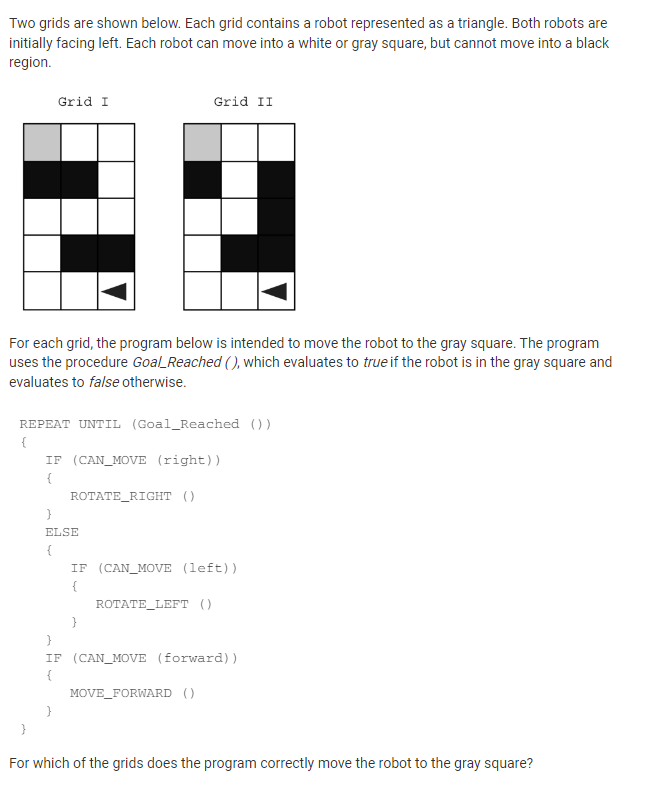 Two grids are shown below. Each grid contains a robot represented as a triangle. Both robots are
initially facing left. Each robot can move into a white or gray square, but cannot move into a black
region.
Grid I Grid II
For each grid, the program below is intended to move the robot to the gray square. The program
uses the procedure Goal_Reached ( ), which evaluates to true if the robot is in the gray square and
evaluates to false otherwise.
REPEAT UNTIL (Goal_Reached ())
{
IF (CAN_MOVE (right))
{
ROTATE_RIGHT ()
}
ELSE
{
IF (CAN_MOVE (left))
{
ROTATE_LEFT ()
}
}
IF (CAN_MOVE (forward))
{
MOVE_FORWARD ()
}
}
For which of the grids does the program correctly move the robot to the gray square?